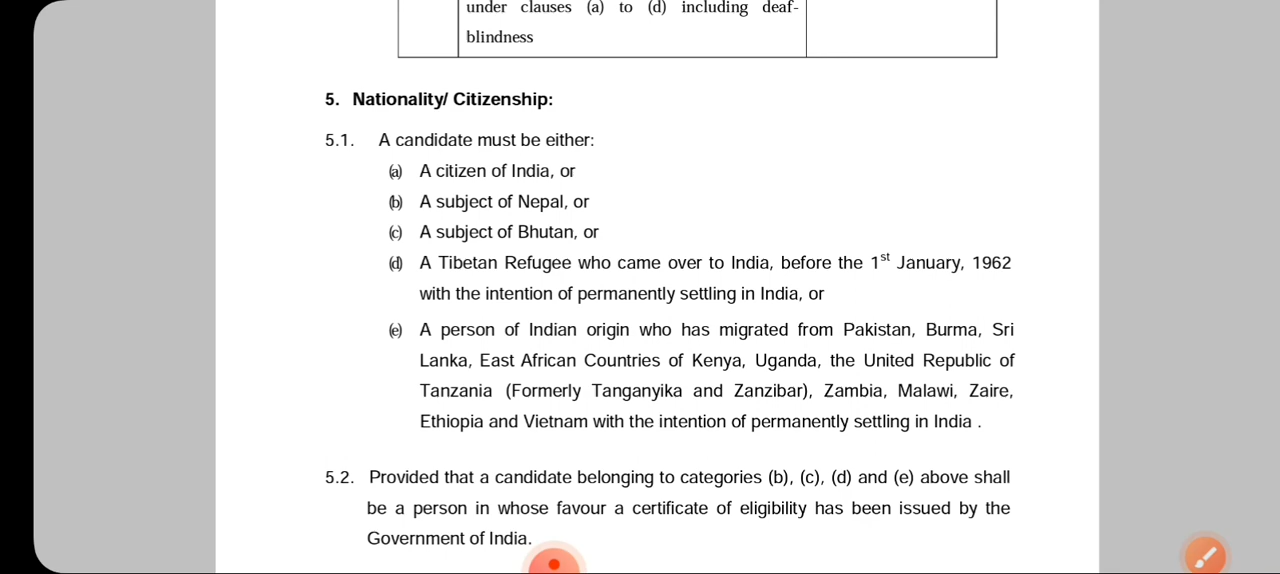 under clauses (a) to (d) including deaf-
blindness
5. Nationality/ Citizenship:
5.1. A candidate must be either:
(a) A citizen of India, or
(b) A subject of Nepal, or
(c) A subject of Bhutan, or
(d) A Tibetan Refugee who came over to India, before the 1st January, 1962
with the intention of permanently settling in India, or
(e) A person of Indian origin who has migrated from Pakistan, Burma, Sri
Lanka, East African Countries of Kenya, Uganda, the United Republic of
Tanzania (Formerly Tanganyika and Zanzibar), Zambia, Malawi, Zaire,
Ethiopia and Vietnam with the intention of permanently settling in India .
5.2. Provided that a candidate belonging to categories (b), (c), (d) and (e) above shall
be a person in whose favour a certificate of eligibility has been issued by the
Government of India.